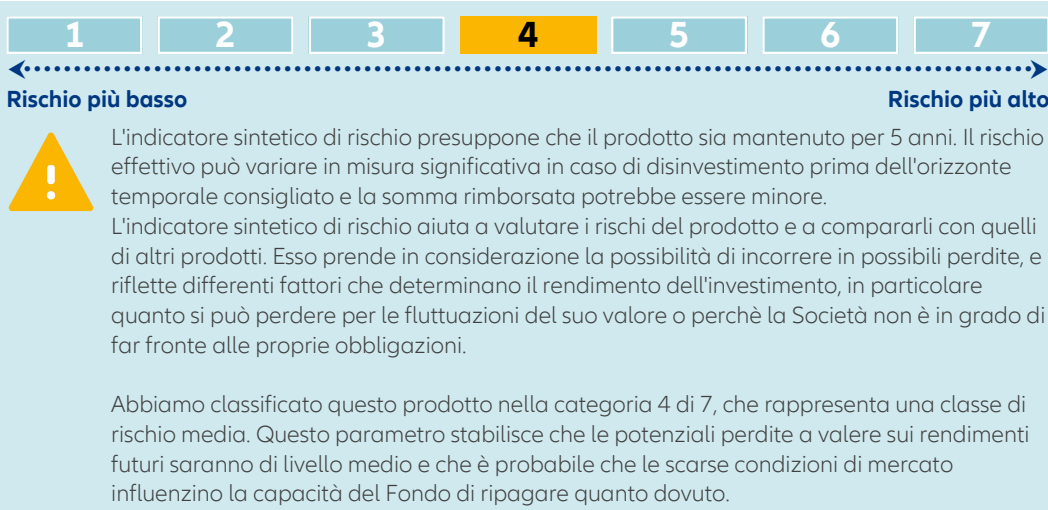 1 2 3 4 5 6 7
Rischio più basso Rischio più alto
L'indicatore sintetico di rischio presuppone che il prodotto sia mantenuto per 5 anni. Il rischio
effettivo può variare in misura significativa in caso di disinvestimento prima dell'orizzonte
temporale consigliato e la somma rimborsata potrebbe essere minore.
L'indicatore sintetico di rischio aiuta a valutare i rischi del prodotto e a compararli con quelli
di altri prodotti. Esso prende in considerazione la possibilità di incorrere in possibili perdite, e
riflette differenti fattori che determinano il rendimento dell'investimento, in particolare
quanto si può perdere per le fluttuazioni del suo valore o perchè la Società non è in grado di
far fronte alle proprie obbligazioni.
Abbiamo classificato questo prodotto nella categoria 4 di 7, che rappresenta una classe di
rischio media. Questo parametro stabilisce che le potenziali perdite a valere sui rendimenti
futuri saranno di livello medio e che è probabile che le scarse condizioni di mercato
influenzino la capacità del Fondo di ripagare quanto dovuto.